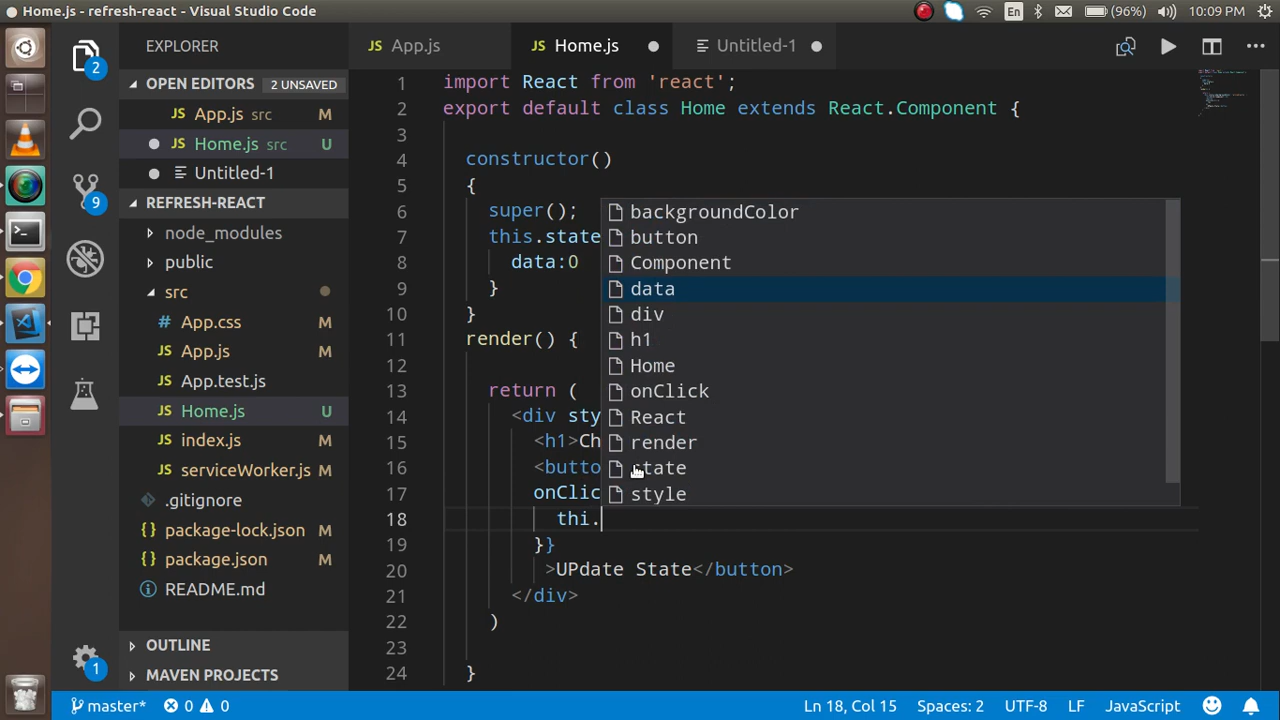 Home.js - refresh-react - Visual Studio Code
En
(96%)
10:09 PM
EXPLORER
JS App.js
JS Home.js
Untitled-1
OPEN EDITORS 2 UNSAVED
JS App.js src M
JS Home.js src U
Untitled-1
REFRESH-REACT
node_modules
public
src
# App.css M
JS App.js M
JS App.test.js
JS Home.js U
JS index.js M
JS serviceWorker.js M
.gitignore
{} package-lock.json M
{} package.json M
README.md
OUTLINE
MAVEN PROJECTS
2
9
1
1 import React from 'react';
2 export default class Home extends React.Component {
3
4 constructor()
5 {
6 super();
7 this.state
8 data:0
9 }
10 }
11 render() {
12
13 return (
14 <div sty
15 <h1>Ch
16 <butto
17 onClic
18 thi.
19 }}
20 >UPdate State</button>
21 </div>
22 )
23
24 }
backgroundColor
button
Component
data
div
h1
Home
onClick
React
render
state
style
master*
0 0
Ln 18, Col 15
Spaces: 2
UTF-8
LF
JavaScript